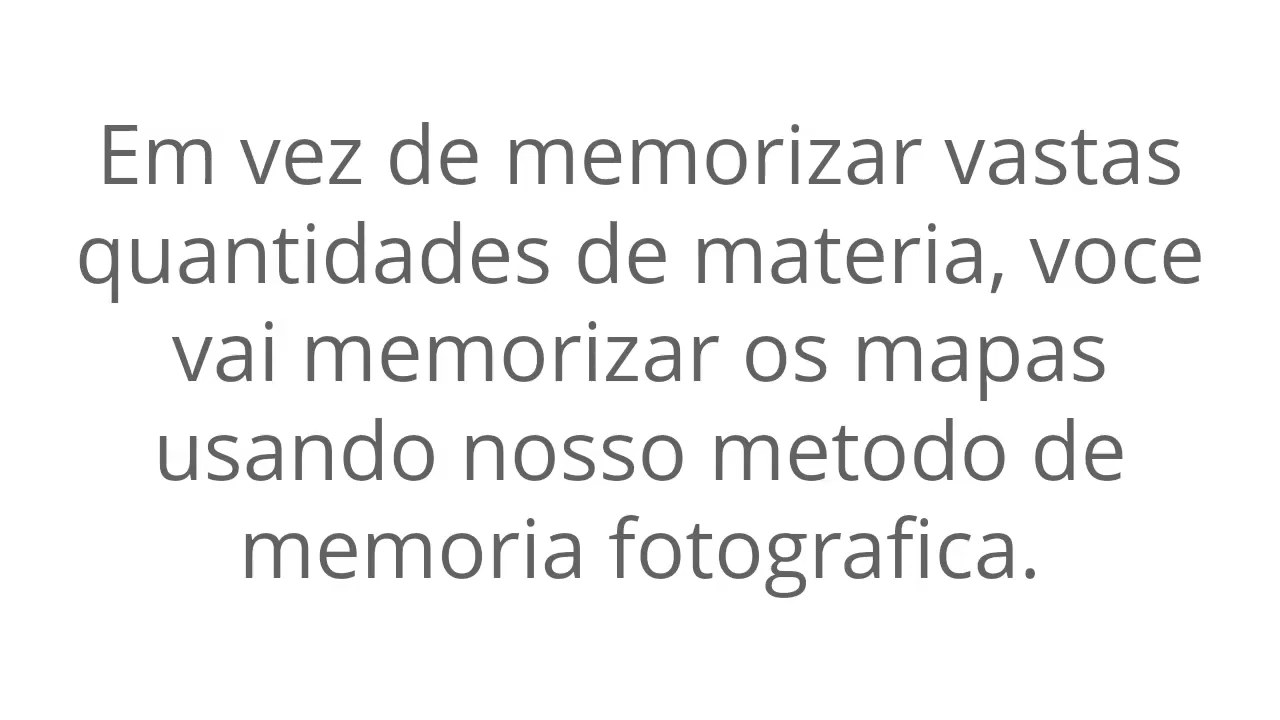 Em vez de memorizar vastas
quantidades de materia, voce
vai memorizar os mapas
usando nosso metodo de
memoria fotografica.